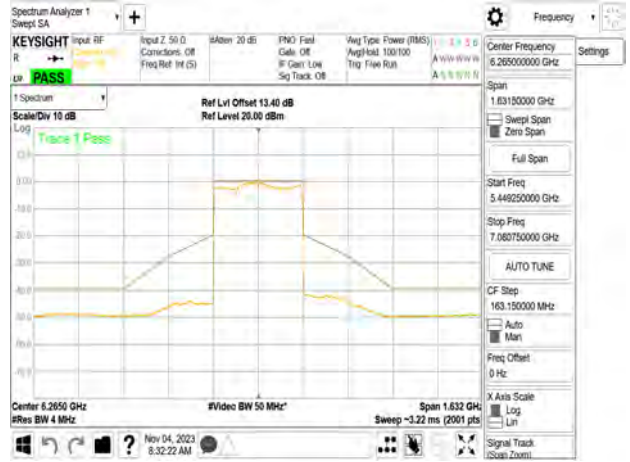 Spectrum Analyzer 1
Swept SA
+
Frequency
KEYSIGHT
Input: RF
R
PASS
Input Z: 50 Ω
Corrections: Off
Freq Ref: Int (S)
#Atten: 20 dB
PNO: Fast
Gate: Off
IF Gain: Low
Sig Track: Off
Avg Type: Power (RMS)
Avg|Hold: 100/100
Trig: Free Run
A W W W W W
A N N N N N
Center Frequency
6.265000000 GHz
Settings
Span
1.63150000 GHz
Swept Span
Zero Span
Full Span
Start Freq
5.449250000 GHz
Stop Freq
7.080750000 GHz
AUTO TUNE
CF Step
163.150000 MHz
Auto
Man
Freq Offset
0 Hz
X Axis Scale
Log
Lin
Signal Track
(Span Zoom)
1 Spectrum
Scale/Div 10 dB
Ref Lvl Offset 13.40 dB
Ref Level 20.00 dBm
Log
Trace 1 Pass
Center 6.2650 GHz
#Res BW 4 MHz
#Video BW 50 MHz*
Span 1.632 GHz
Sweep ~3.22 ms (2001 pts)
?
Nov 04, 2023
8:32:22 AM